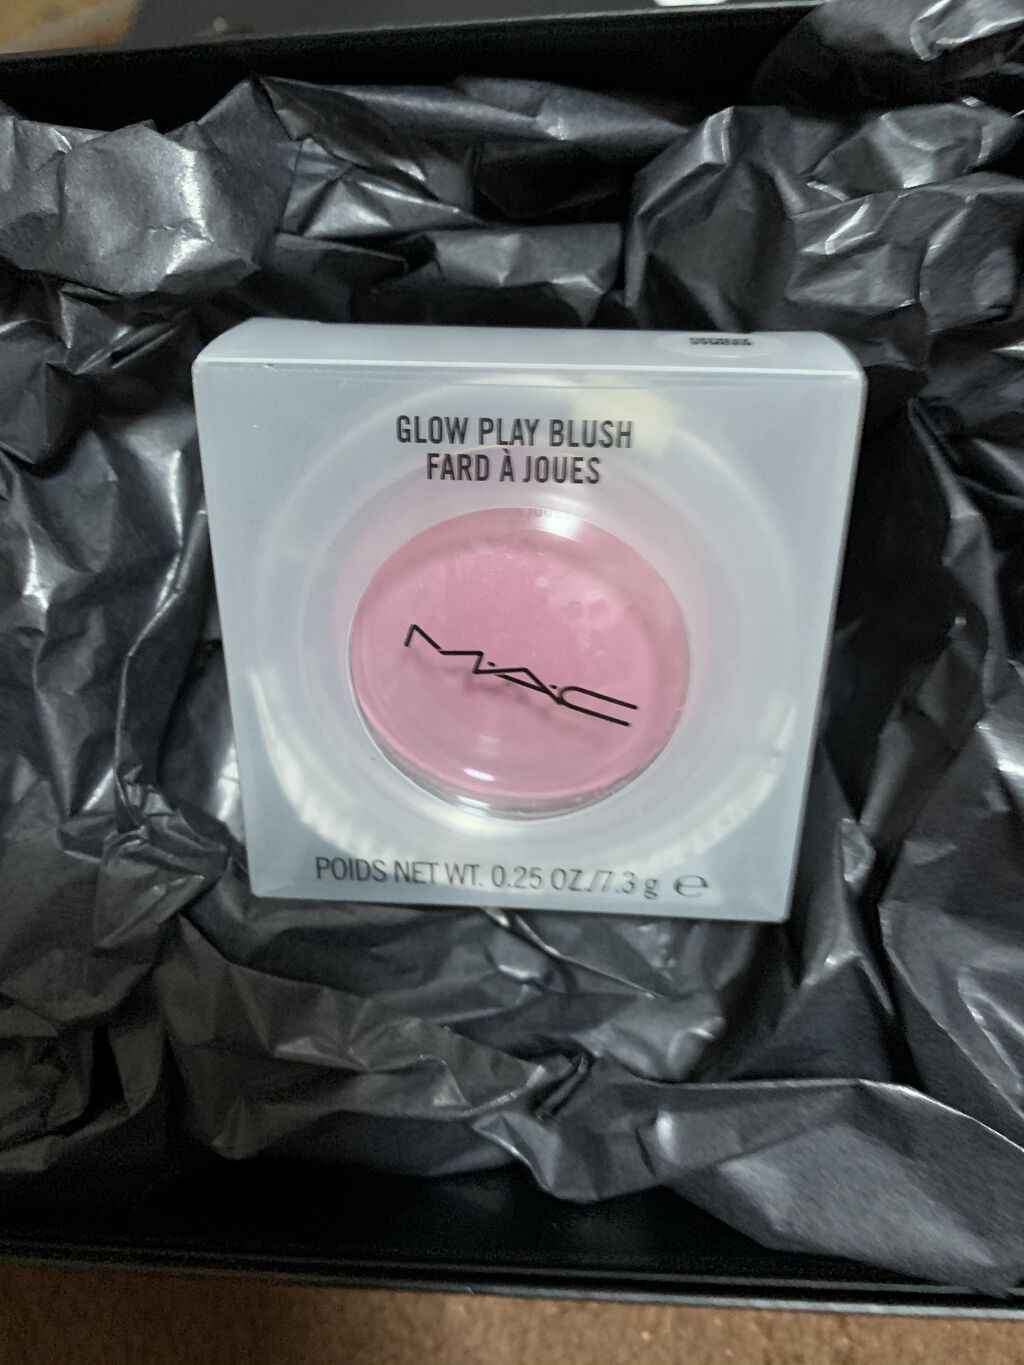 GLOW PLAY BLUSH
FARD À JOUES
M·A·C
POIDS NET WT. 0.25 OZ./7.3 g ℮